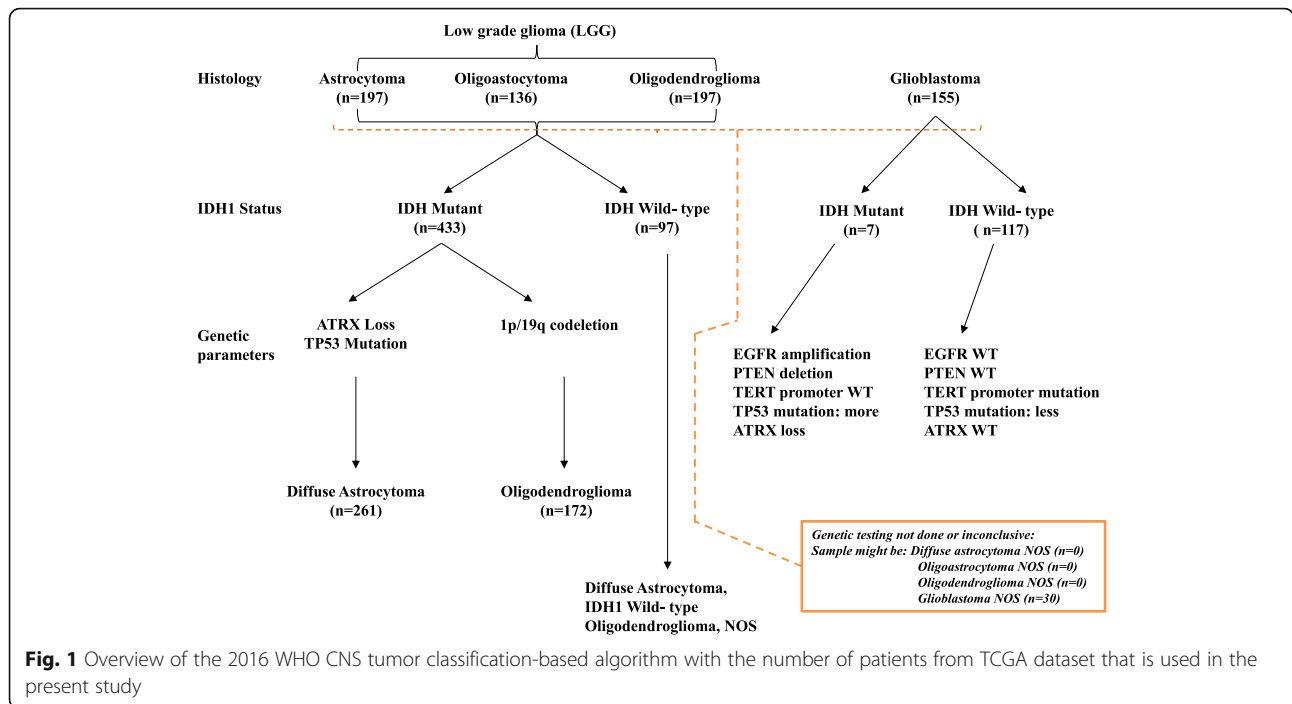 Low grade glioma (LGG)
Histology
Astrocytoma
(n=197)
Oligoastocytoma
(n=136)
Oligodendroglioma
(n=197)
Glioblastoma
(n=155)
IDH1 Status
IDH Mutant
(n=433)
IDH Wild- type
(n=97)
IDH Mutant
(n=7)
IDH Wild- type
( n=117)
Genetic
parameters
ATRX Loss
TP53 Mutation
1p/19q codeletion
EGFR amplification
PTEN deletion
TERT promoter WT
TP53 mutation: more
ATRX loss
EGFR WT
PTEN WT
TERT promoter mutation
TP53 mutation: less
ATRX WT
Diffuse Astrocytoma
(n=261)
Oligodendroglioma
(n=172)
Diffuse Astrocytoma,
IDH1 Wild- type
Oligodendroglioma, NOS
Genetic testing not done or inconclusive:
Sample might be: Diffuse astrocytoma NOS (n=0)
Oligoastrocytoma NOS (n=0)
Oligodendroglioma NOS (n=0)
Glioblastoma NOS (n=30)
Fig. 1 Overview of the 2016 WHO CNS tumor classification-based algorithm with the number of patients from TCGA dataset that is used in the
present study